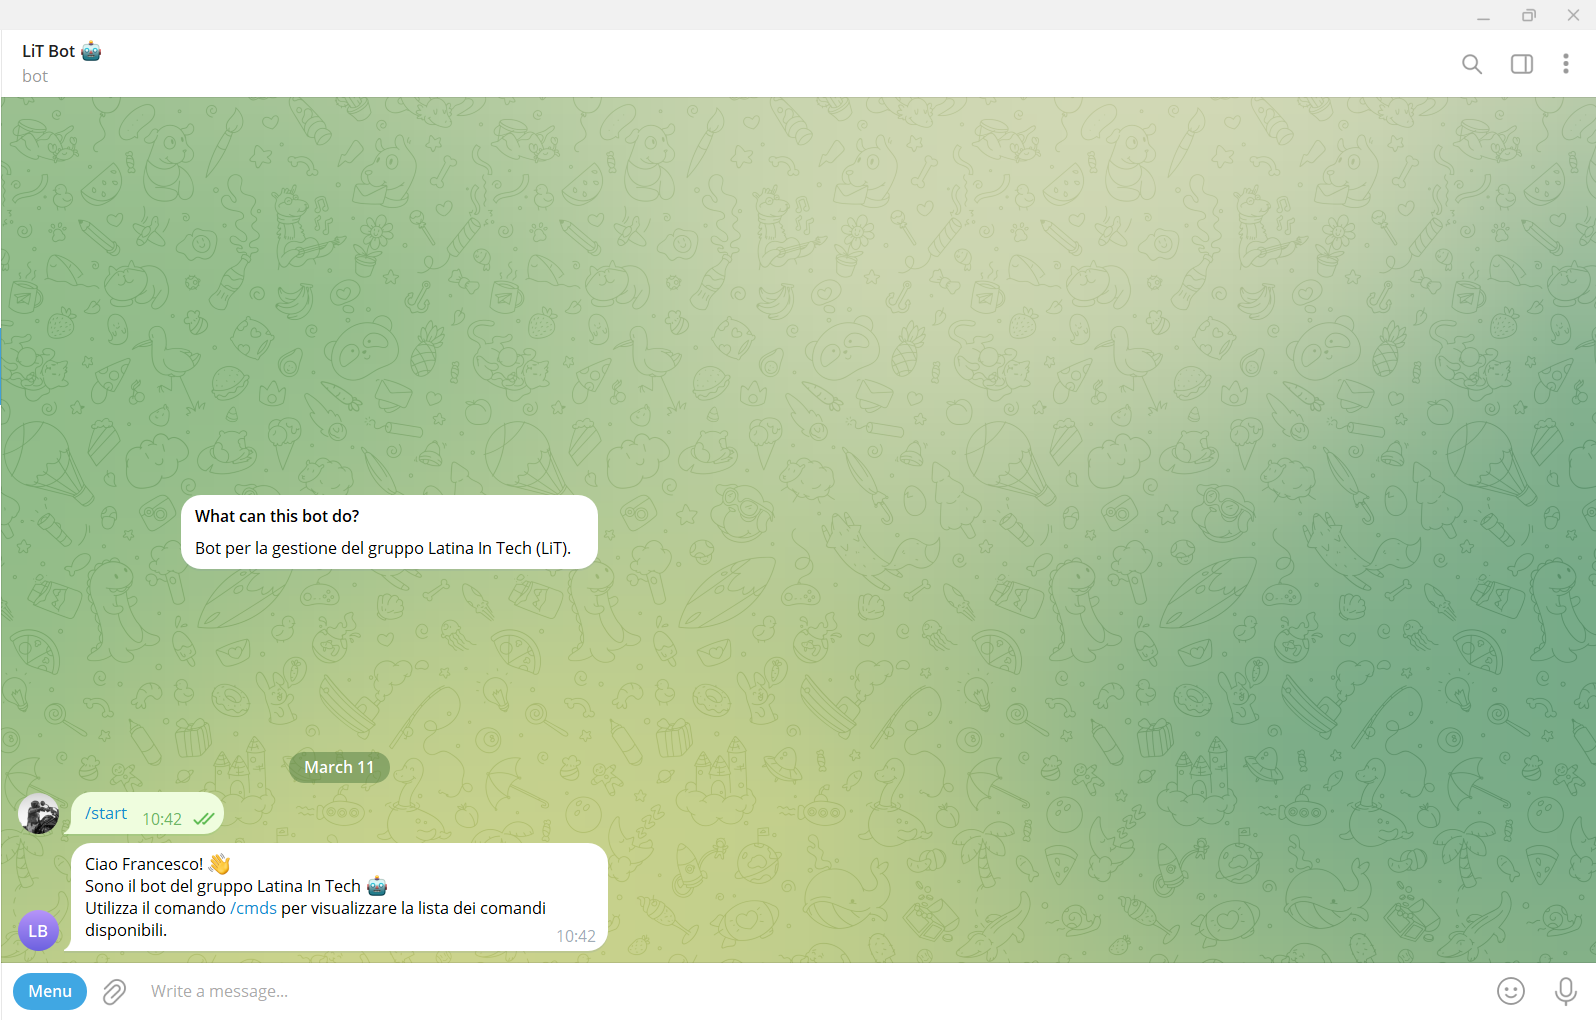 LiT Bot 🤖
bot
What can this bot do?
Bot per la gestione del gruppo Latina In Tech (LiT).
March 11
/start 10:42
Ciao Francesco! 👋
Sono il bot del gruppo Latina In Tech 🤖
Utilizza il comando /cmds per visualizzare la lista dei comandi
disponibili.
10:42
LB
Menu
Write a message...